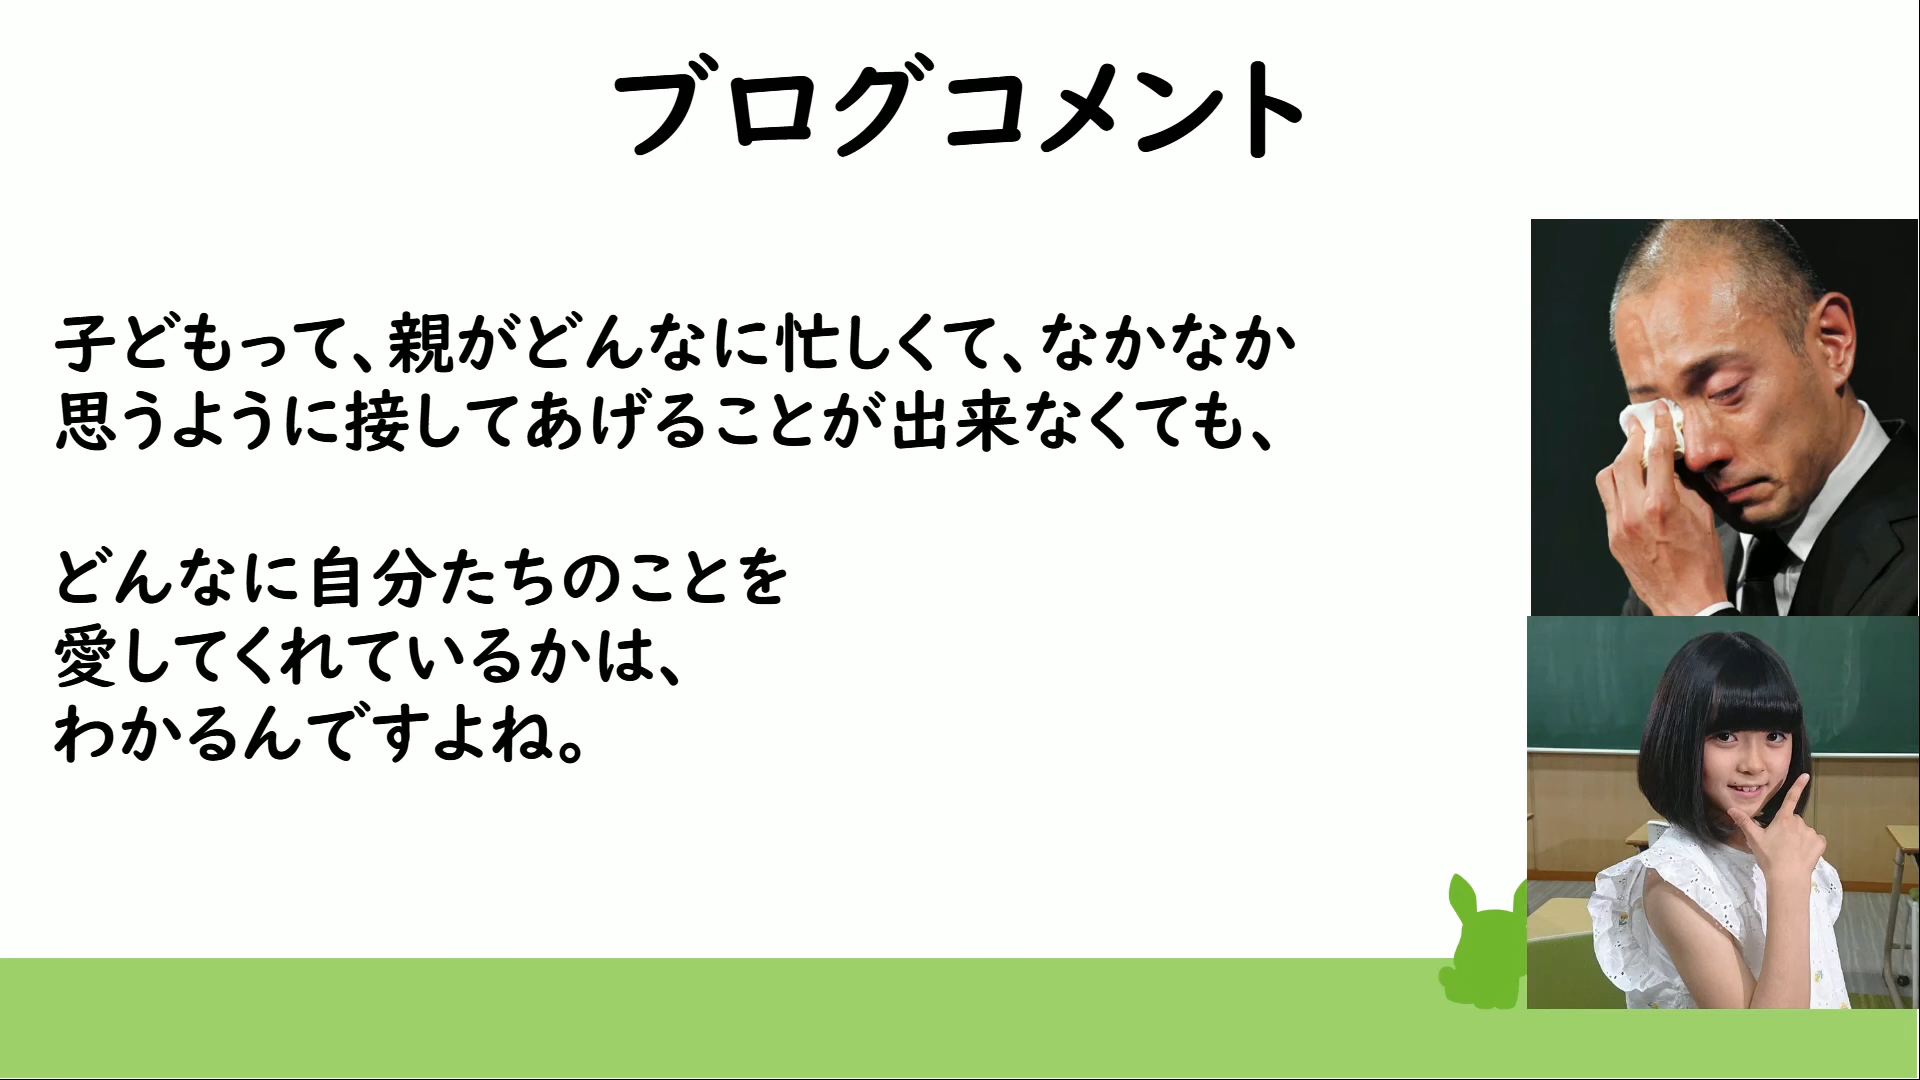 ブログコメント
子どもって、親がどんなに忙しくて、なかなか
思うように接してあげることが出来なくても、
どんなに自分たちのことを
愛してくれているかは、
わかるんですよね。